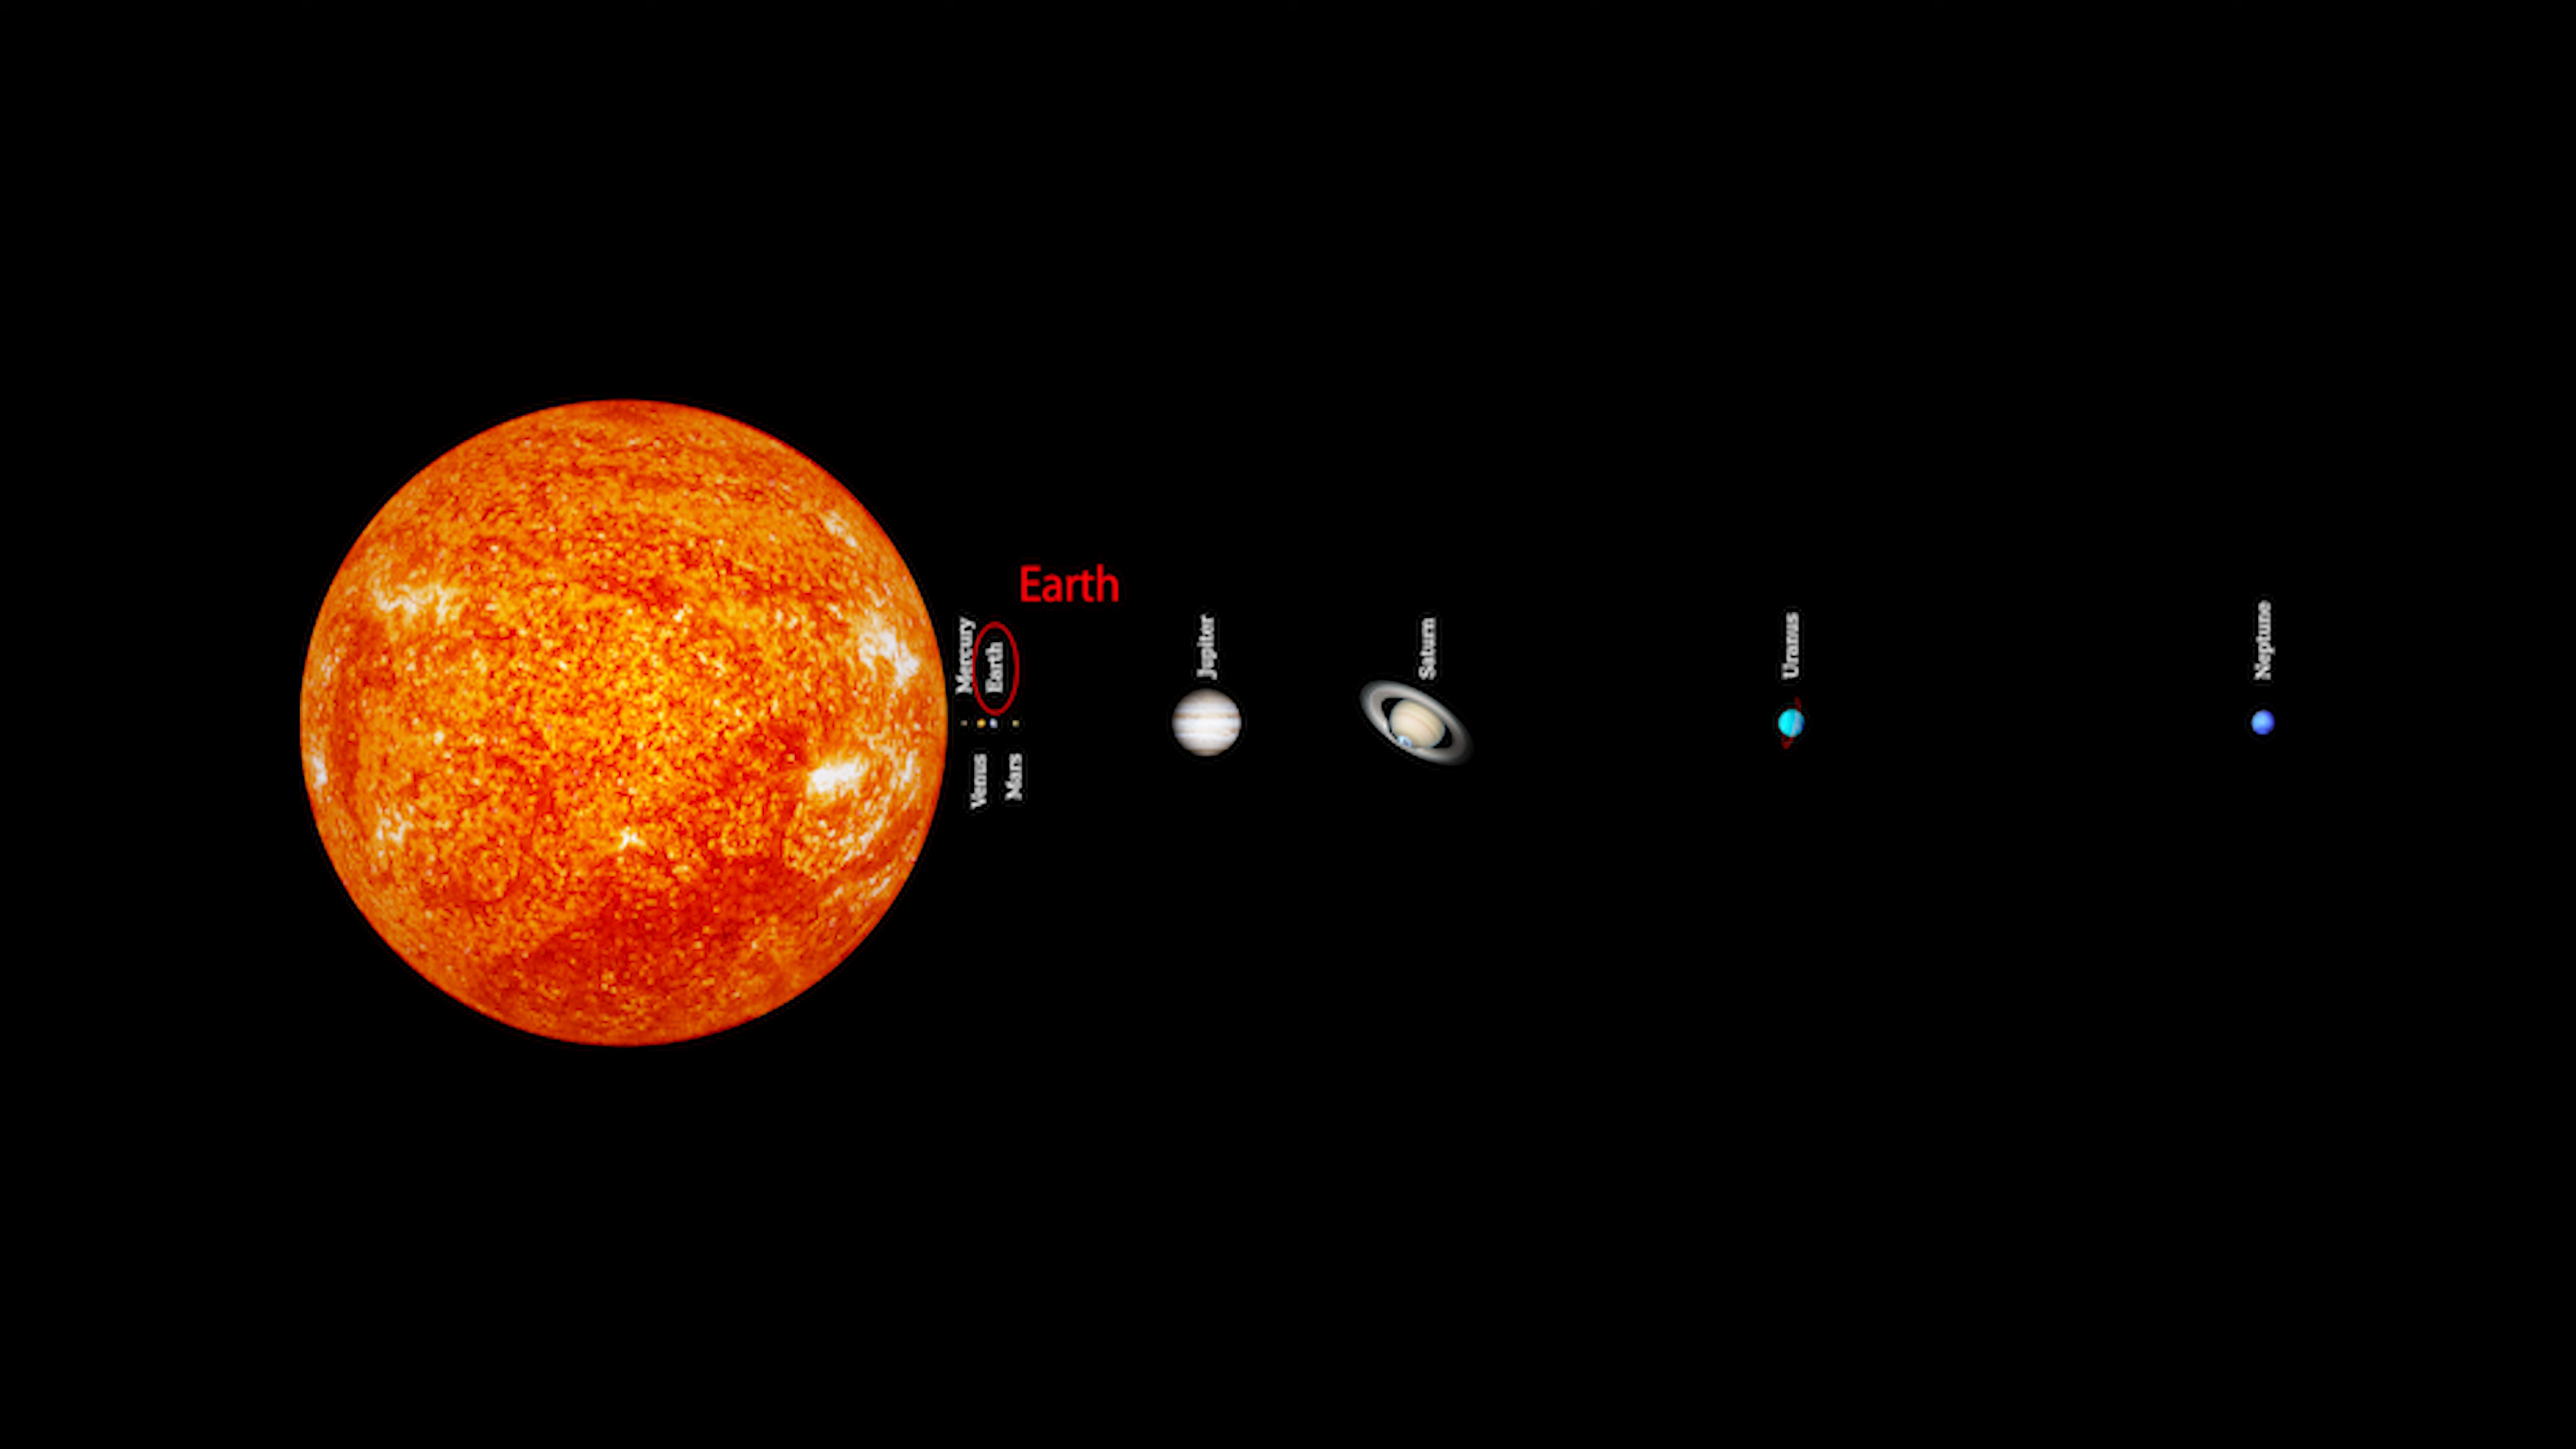 Earth
Mercury
Earth
Venus
Mars
Jupiter
Saturn
Uranus
Neptune